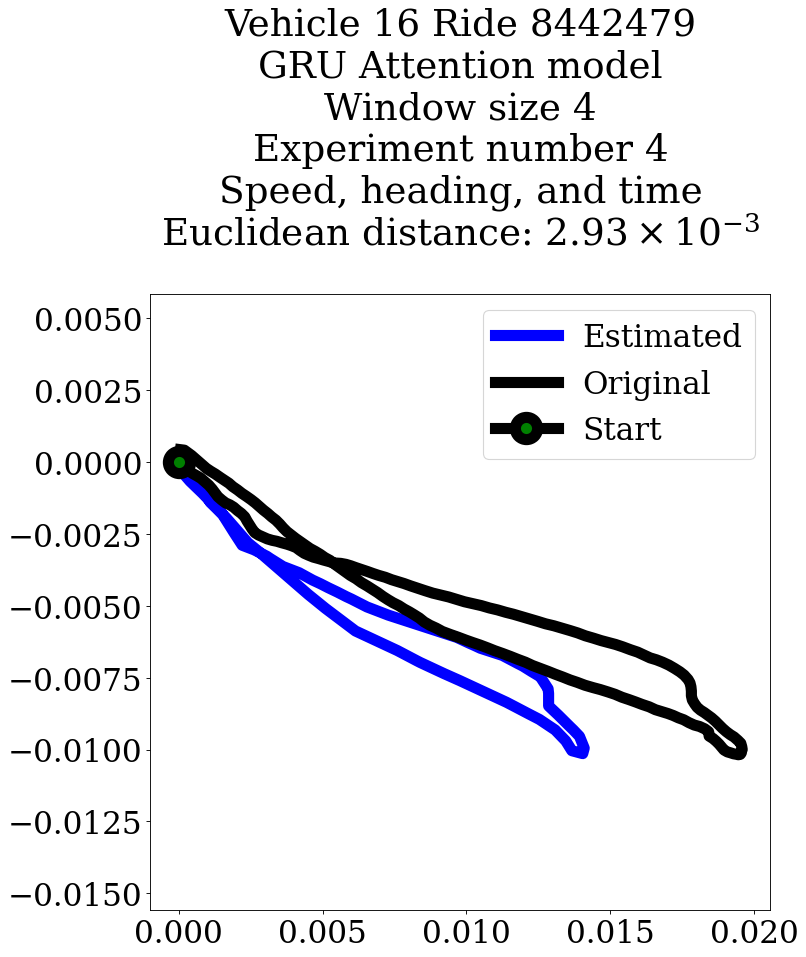 Vehicle 16 Ride 8442479
GRU Attention model
Window size 4
Experiment number 4
Speed, heading, and time
Euclidean distance: 2.93 × 10⁻³
Estimated
Original
Start
0.0050
0.0025
0.0000
−0.0025
−0.0050
−0.0075
−0.0100
−0.0125
−0.0150
0.000 0.005 0.010 0.015 0.020